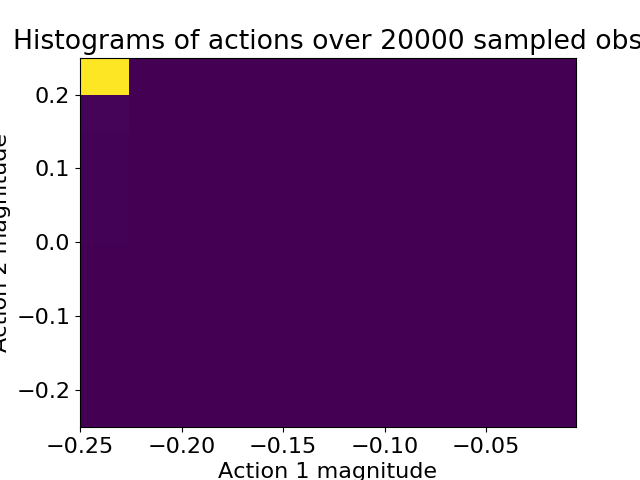 Histograms of actions over 20000 sampled obs
0.2
0.1
0.0
−0.1
−0.2
Action 2 magnitude
−0.25 −0.20 −0.15 −0.10 −0.05
Action 1 magnitude